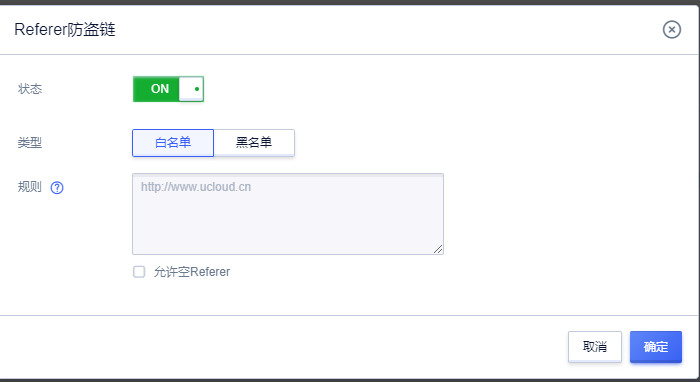 Referer防盗链
状态
ON
类型
白名单
黑名单
规则
http://www.ucloud.cn
允许空Referer
取消
确定